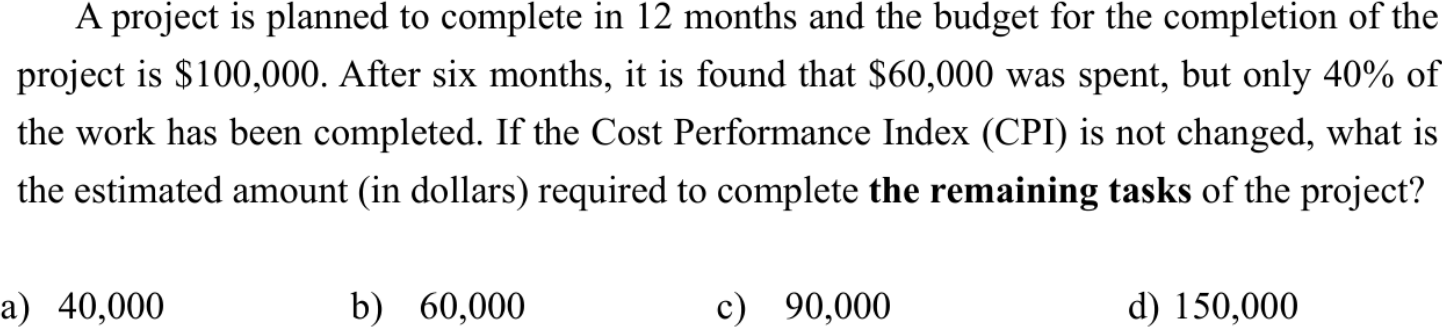 A project is planned to complete in 12 months and the budget for the completion of the
project is $100,000. After six months, it is found that $60,000 was spent, but only 40% of
the work has been completed. If the Cost Performance Index (CPI) is not changed, what is
the estimated amount (in dollars) required to complete the remaining tasks of the project?
a) 40,000 b) 60,000 c) 90,000 d) 150,000